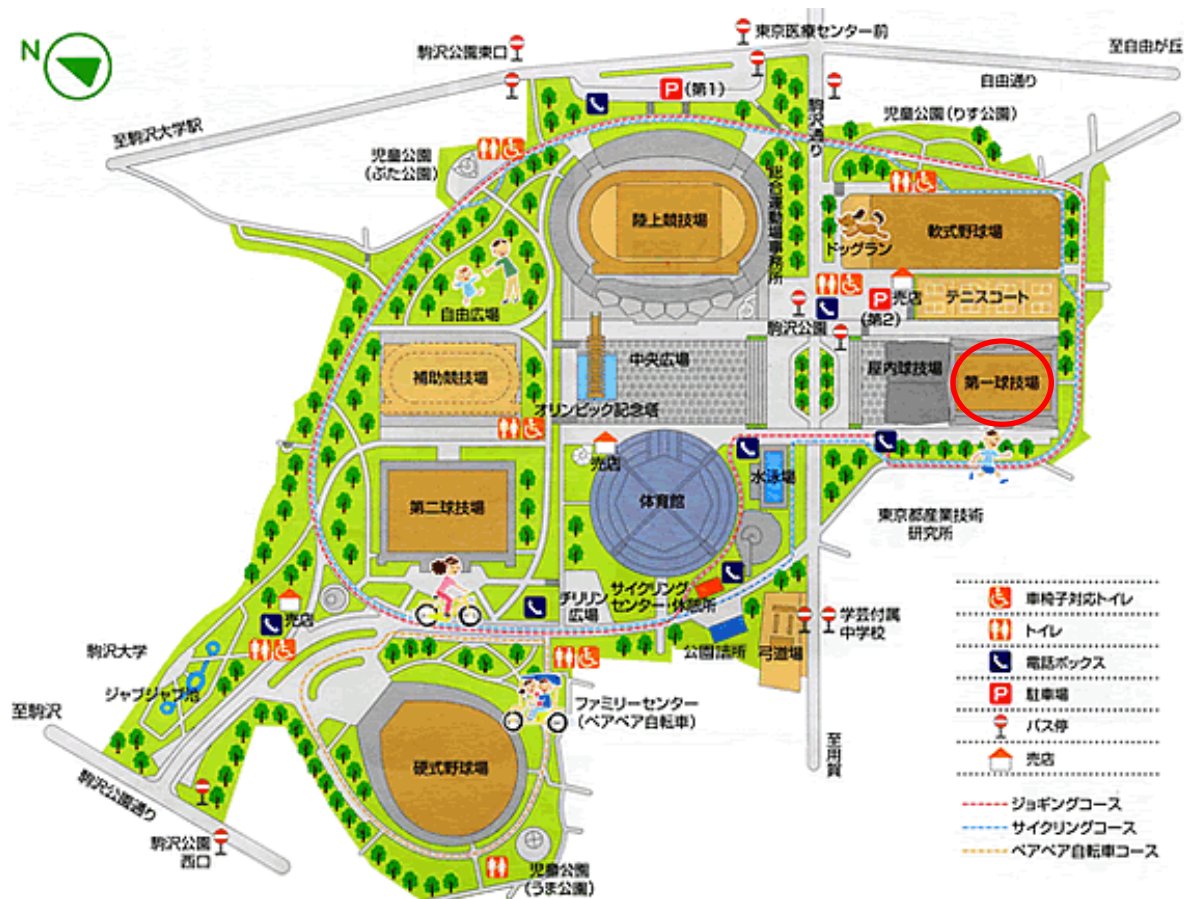 N
駒沢公園東口
東京医療センター前
至自由が丘
自由通り
P
(第1)
至駒沢大学駅
児童公園
(ぶた公園)
駒沢通り
児童公園(りす公園)
陸上競技場
総合運動場事務所
ドッグラン
軟式野球場
自由広場
P
(第2)
売店
テニスコート
駒沢公園
中央広場
補助競技場
オリンピック記念塔
屋内球技場
第一球技場
売店
第二球技場
体育館
水泳場
東京都産業技術
研究所
チリリン
広場
サイクリング
センター・休憩所
売店
学芸付属
中学校
公園詰所
弓道場
駒沢大学
ジャブジャブ池
至駒沢
ファミリーセンター
(ペアペア自転車)
至用賀
硬式野球場
駒沢公園通り
駒沢公園
西口
児童公園
(うま公園)
車椅子対応トイレ
トイレ
電話ボックス
P
駐車場
バス停
売店
ジョギングコース
サイクリングコース
ペアペア自転車コース